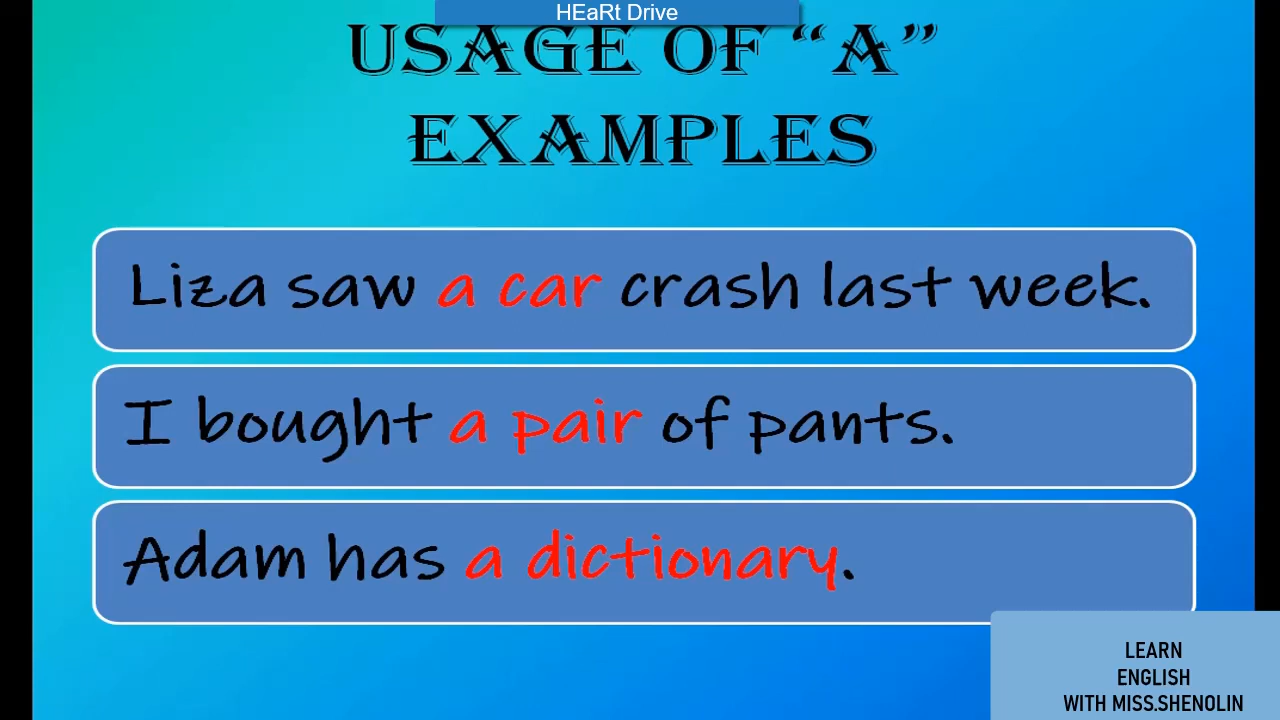 HEaRt Drive
USAGE OF “A”
EXAMPLES
Liza saw a car crash last week.
I bought a pair of pants.
Adam has a dictionary.
LEARN
ENGLISH
WITH MISS.SHENOLIN